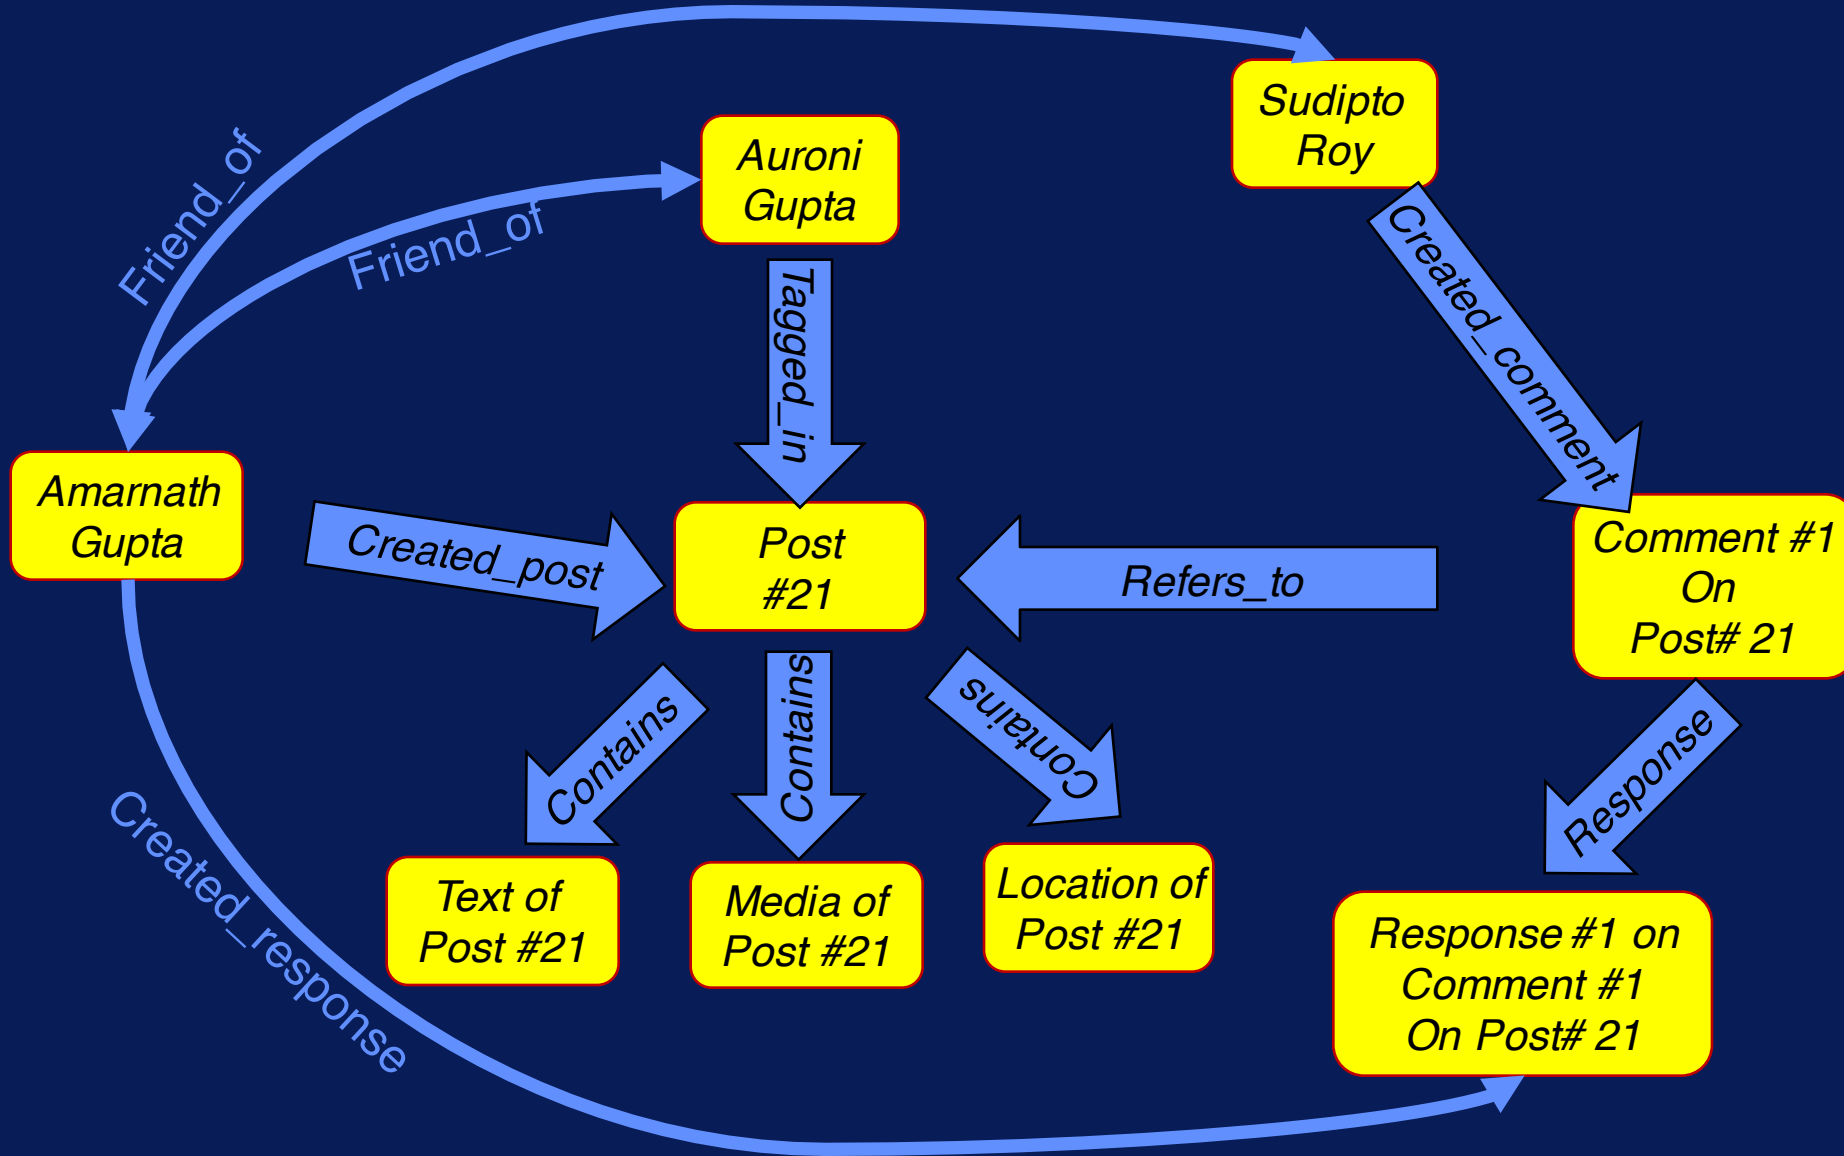 Sudipto
Roy
Auroni
Gupta
Friend_of
Friend_of
Tagged_in
Created_comment
Amarnath
Gupta
Created_post
Post
#21
Refers_to
Comment #1
On
Post# 21
Contains
Contains
Contains
Response
Created_response
Text of
Post #21
Media of
Post #21
Location of
Post #21
Response #1 on
Comment #1
On Post# 21